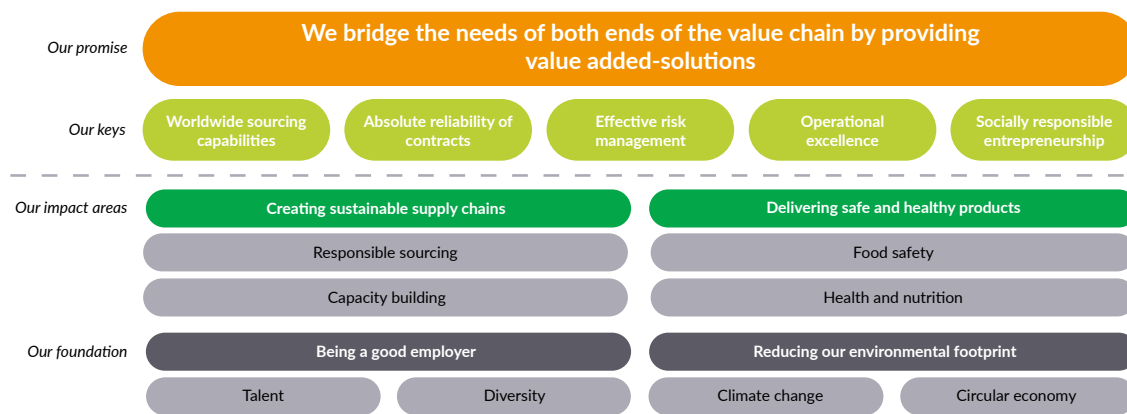 Our promise
We bridge the needs of both ends of the value chain by providing
value added-solutions
Our keys
Worldwide sourcing
capabilities
Absolute reliability of
contracts
Effective risk
management
Operational
excellence
Socially responsible
entrepreneurship
Our impact areas
Creating sustainable supply chains
Delivering safe and healthy products
Responsible sourcing
Food safety
Capacity building
Health and nutrition
Our foundation
Being a good employer
Reducing our environmental footprint
Talent
Diversity
Climate change
Circular economy